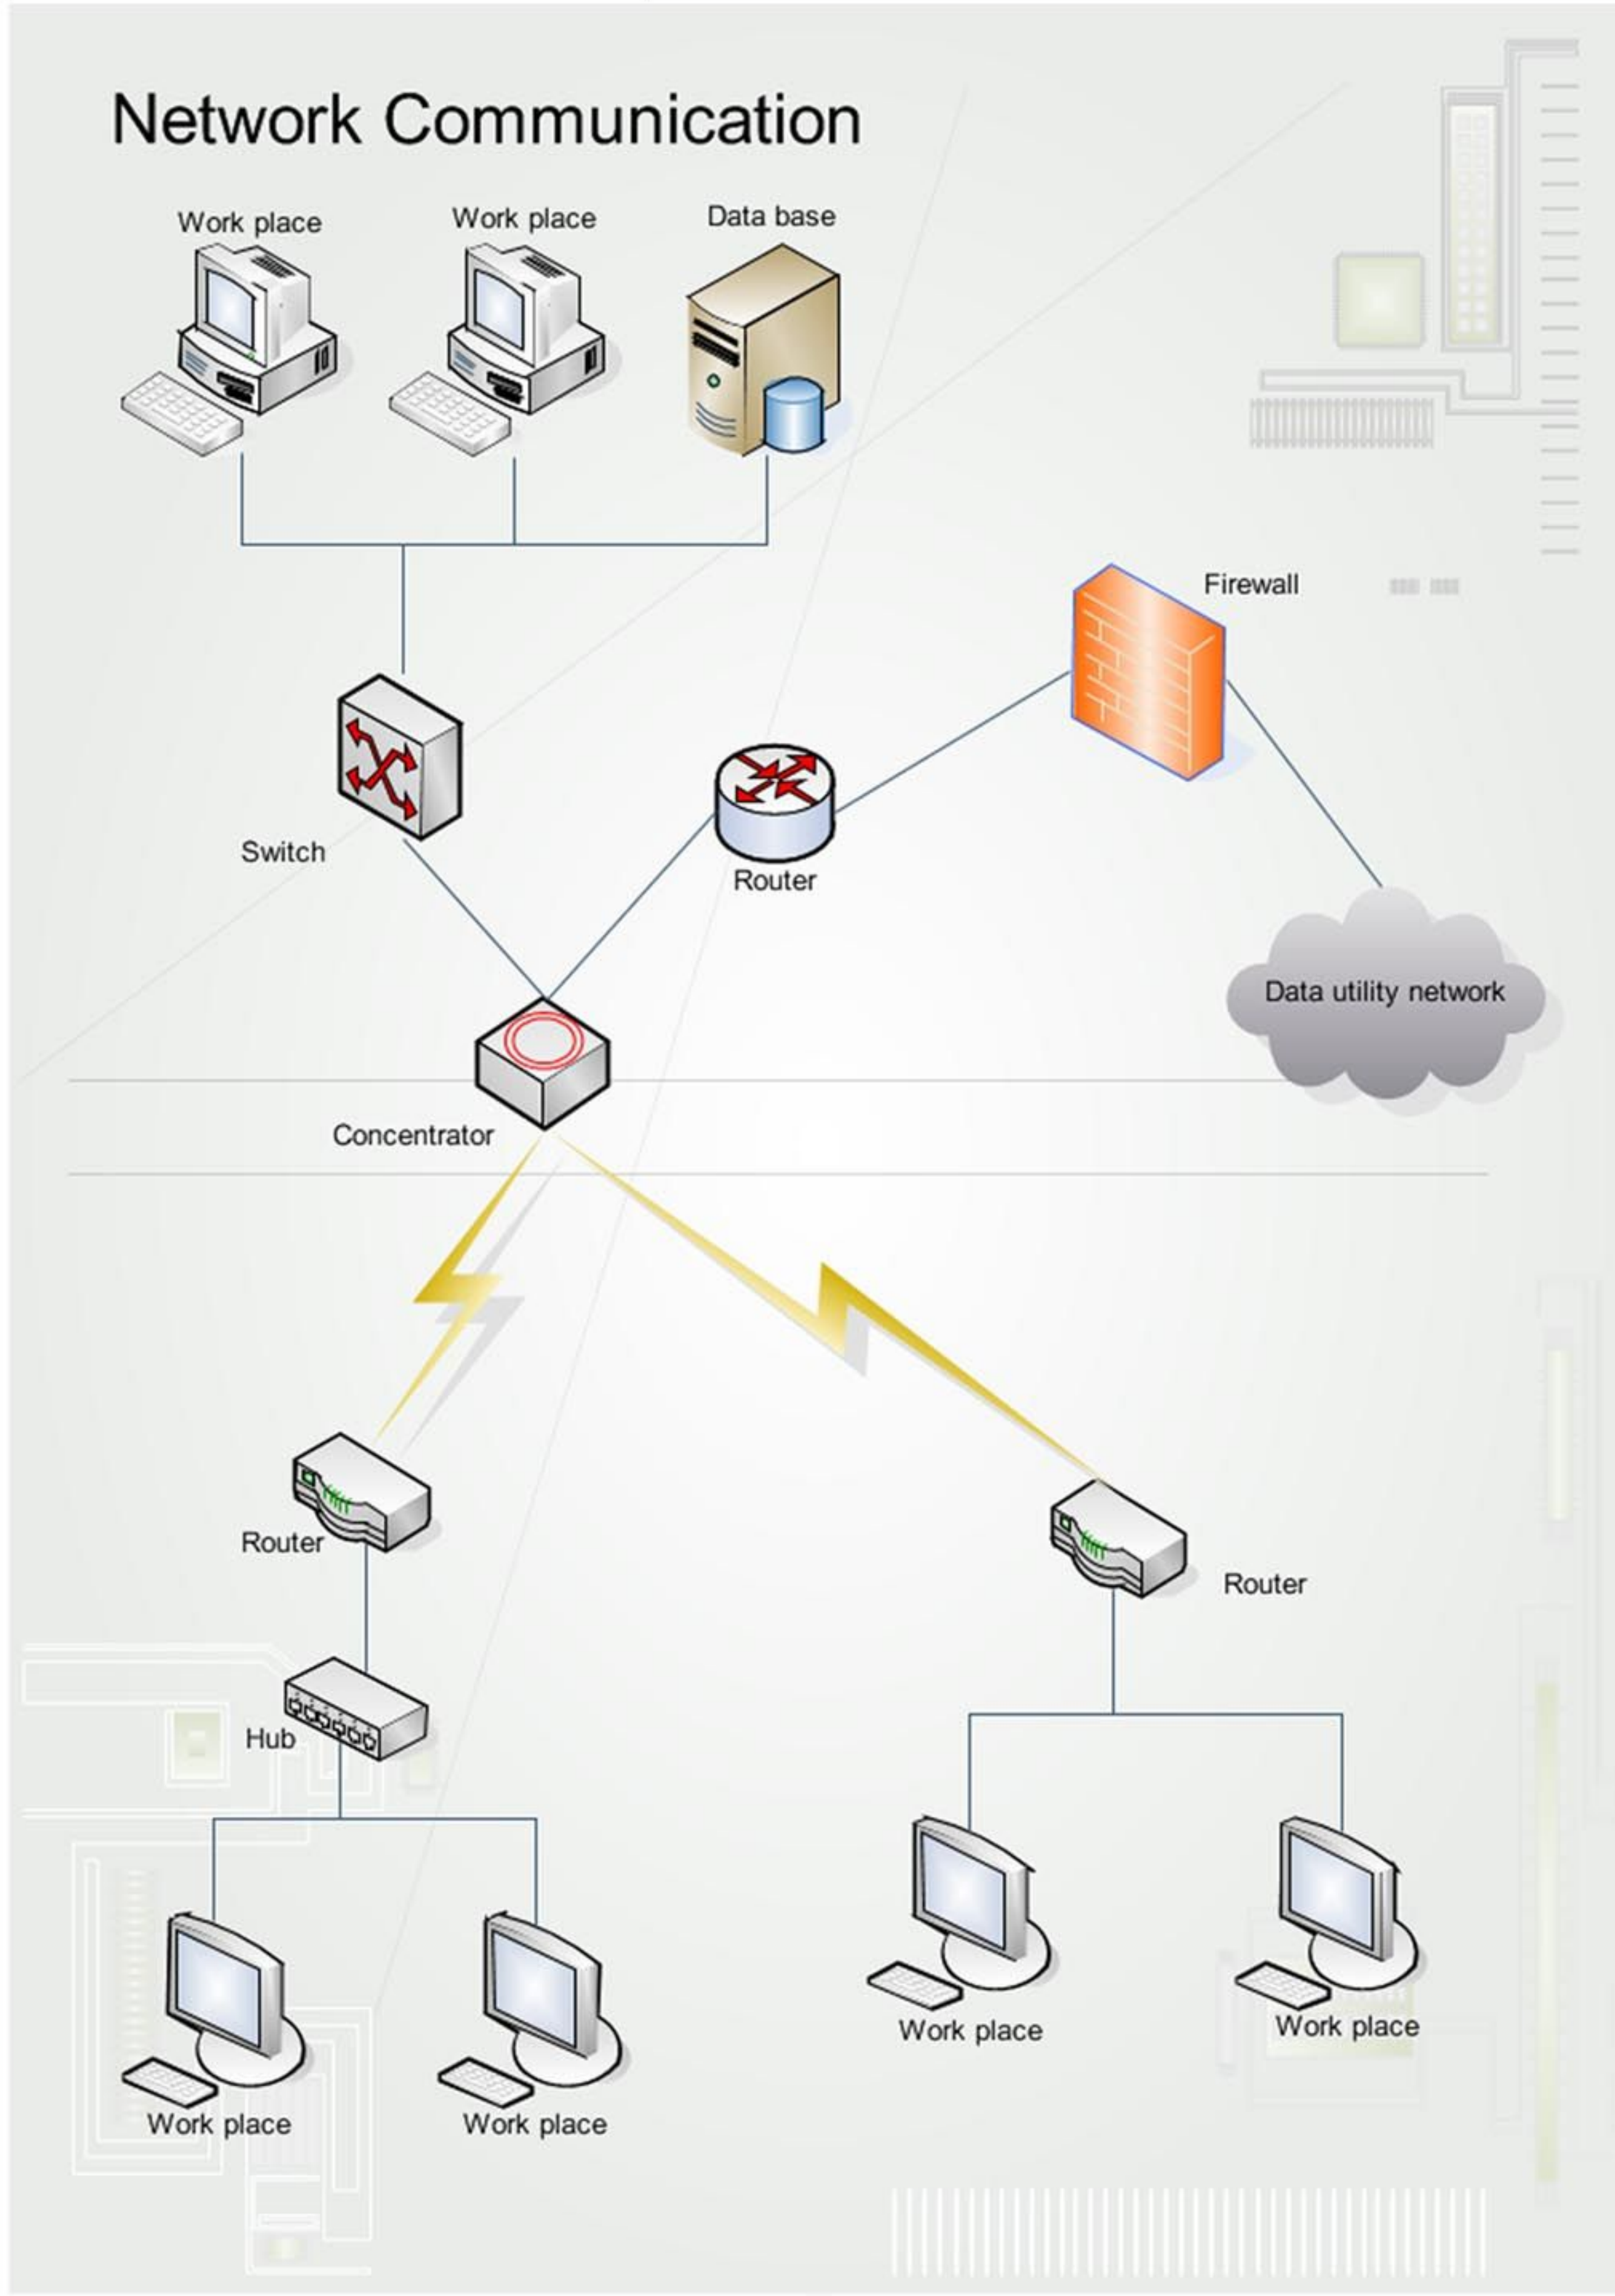 Network Communication
Work place
Work place
Data base
Firewall
Switch
Router
Data utility network
Concentrator
Router
Router
Hub
Work place
Work place
Work place
Work place